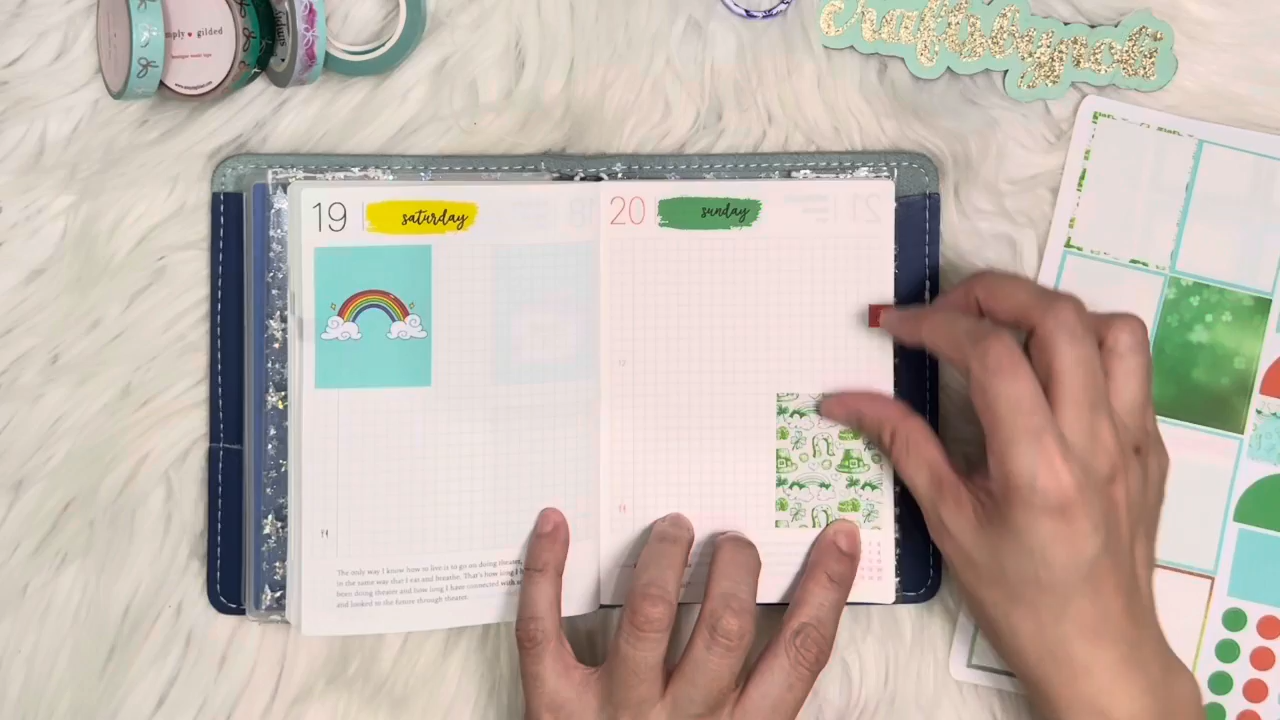 simply gilded
simply
craftsbynoli
19
saturday
20
sunday
The only way I know how to live is to go on doing theater,
in the same way that I eat and breathe. That's how long I h
been doing theater and how long I have connected with
and looked to the future through theater.